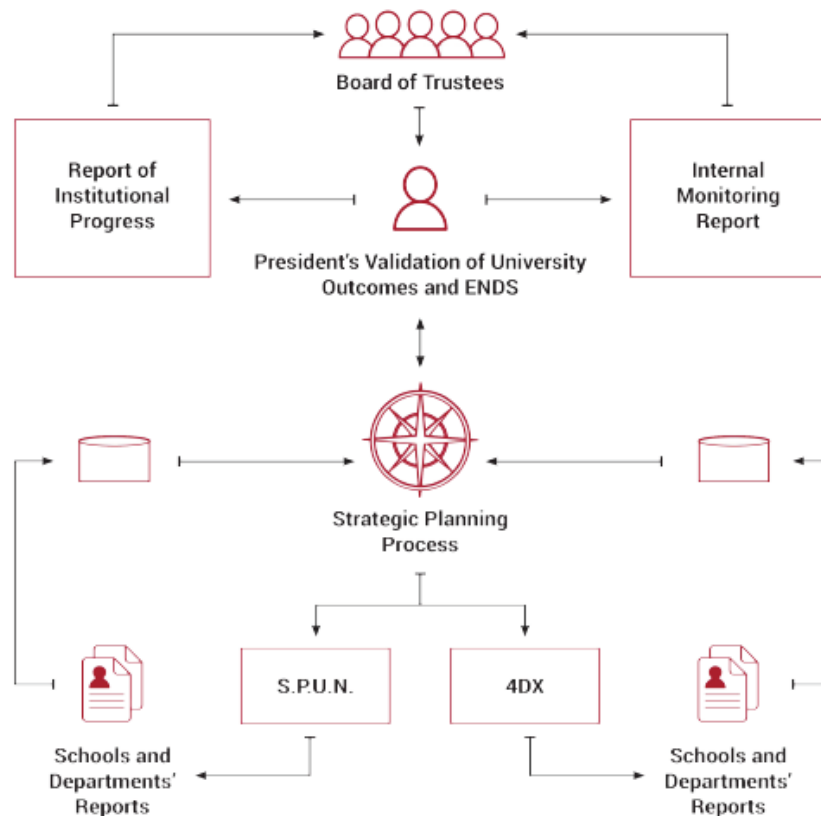 Board of Trustees
Report of
Institutional
Progress
Internal
Monitoring
Report
President's Validation of University
Outcomes and ENDS
Strategic Planning
Process
S.P.U.N.
4DX
Schools and
Departments'
Reports
Schools and
Departments'
Reports